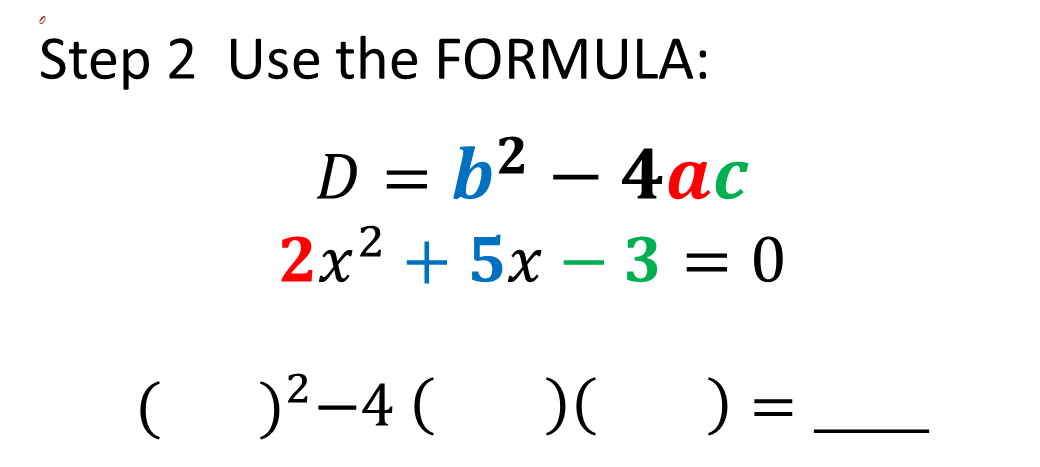 Step 2 Use the FORMULA:
D = b² – 4ac
2x² + 5x – 3 = 0
( )²–4 ( )( ) = ____